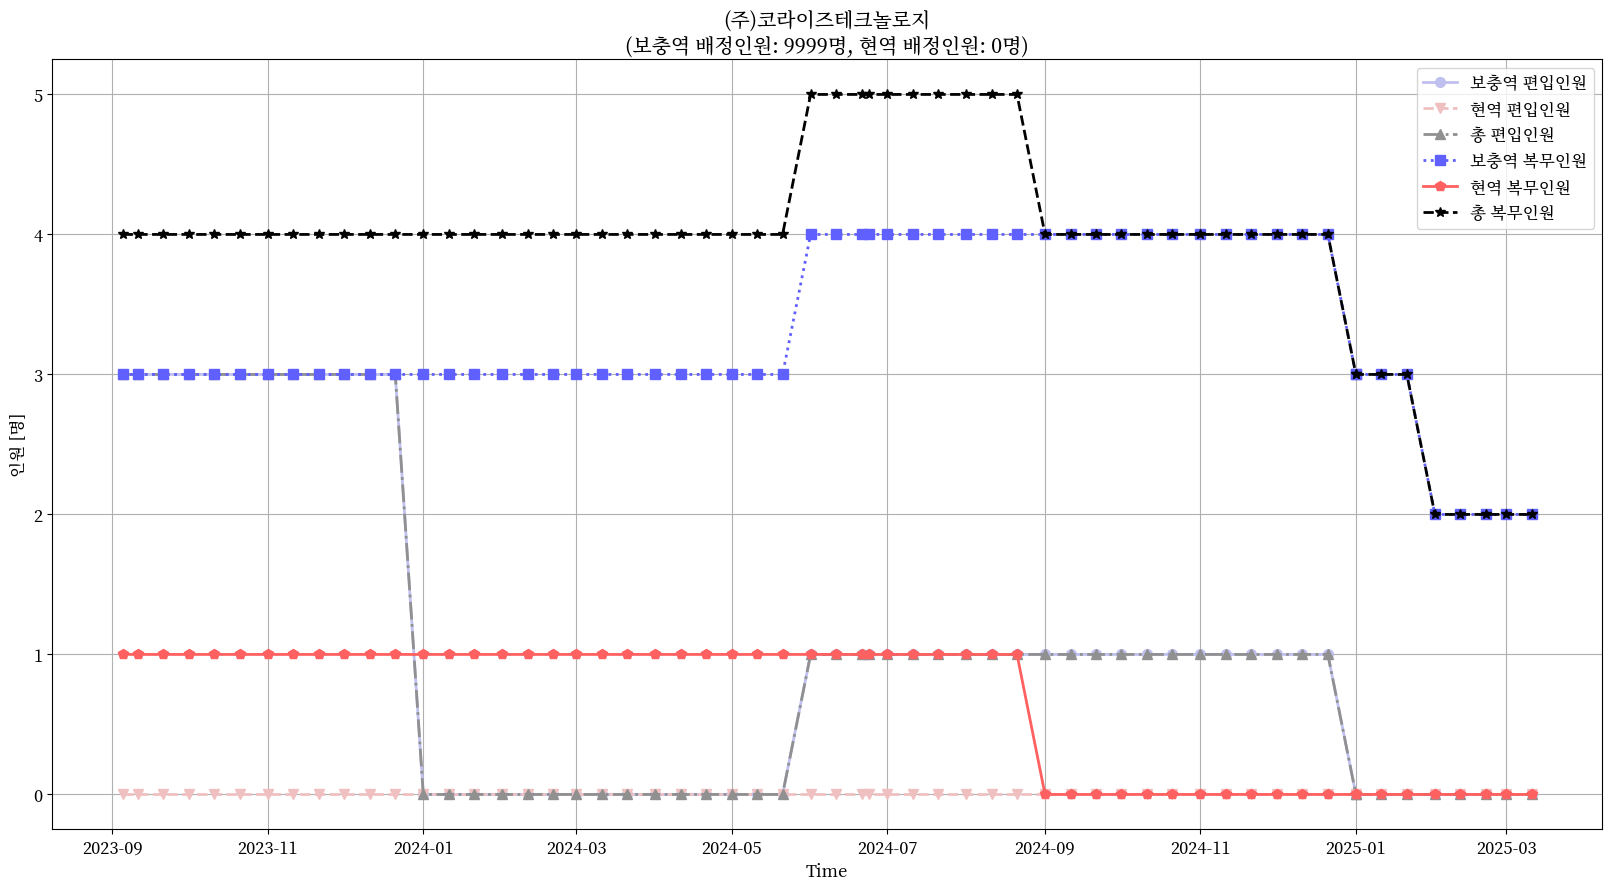 (주)코라이즈테크놀로지
(보충역 배정인원: 9999명, 현역 배정인원: 0명)
보충역 편입인원
현역 편입인원
총 편입인원
보충역 복무인원
현역 복무인원
총 복무인원
인원 [명]
5
4
3
2
1
0
2023-09 2023-11 2024-01 2024-03 2024-05 2024-07 2024-09 2024-11 2025-01 2025-03
Time